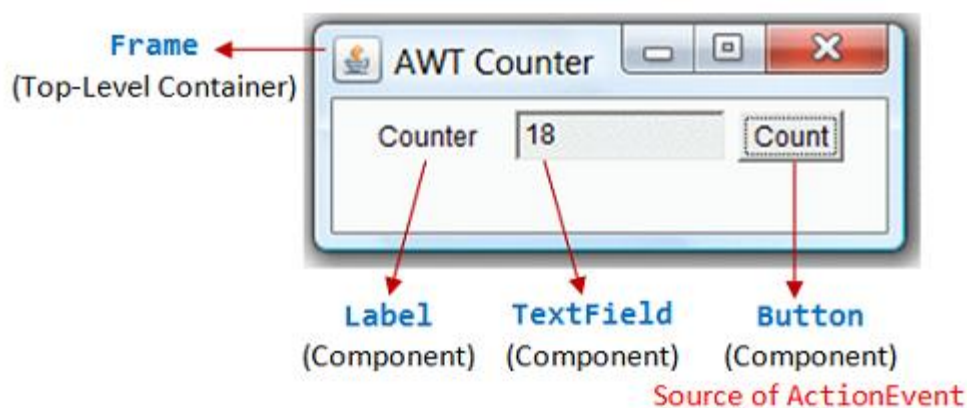 Frame
(Top-Level Container)
AWT Counter
Counter 18 Count
Label TextField Button
(Component) (Component) (Component)
Source of ActionEvent